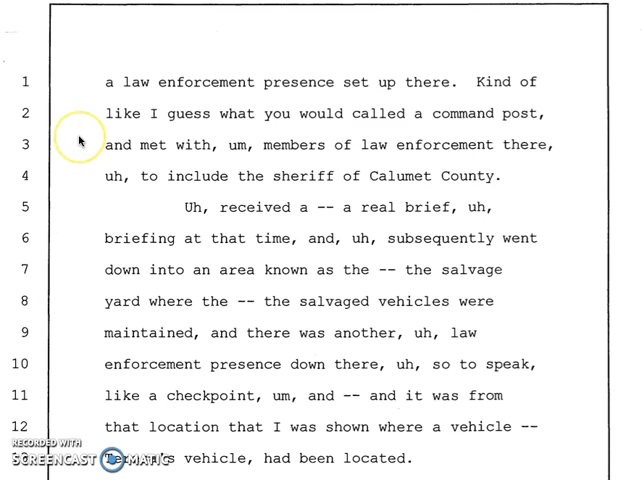 1 a law enforcement presence set up there. Kind of
2 like I guess what you would called a command post,
3 and met with, um, members of law enforcement there,
4 uh, to include the sheriff of Calumet County.
5 Uh, received a -- a real brief, uh,
6 briefing at that time, and, uh, subsequently went
7 down into an area known as the -- the salvage
8 yard where the -- the salvaged vehicles were
9 maintained, and there was another, uh, law
10 enforcement presence down there, uh, so to speak,
11 like a checkpoint, um, and -- and it was from
12 that location that I was shown where a vehicle --
vehicle, had been located.
RECORDED WITH
SCREENCAST MATIC